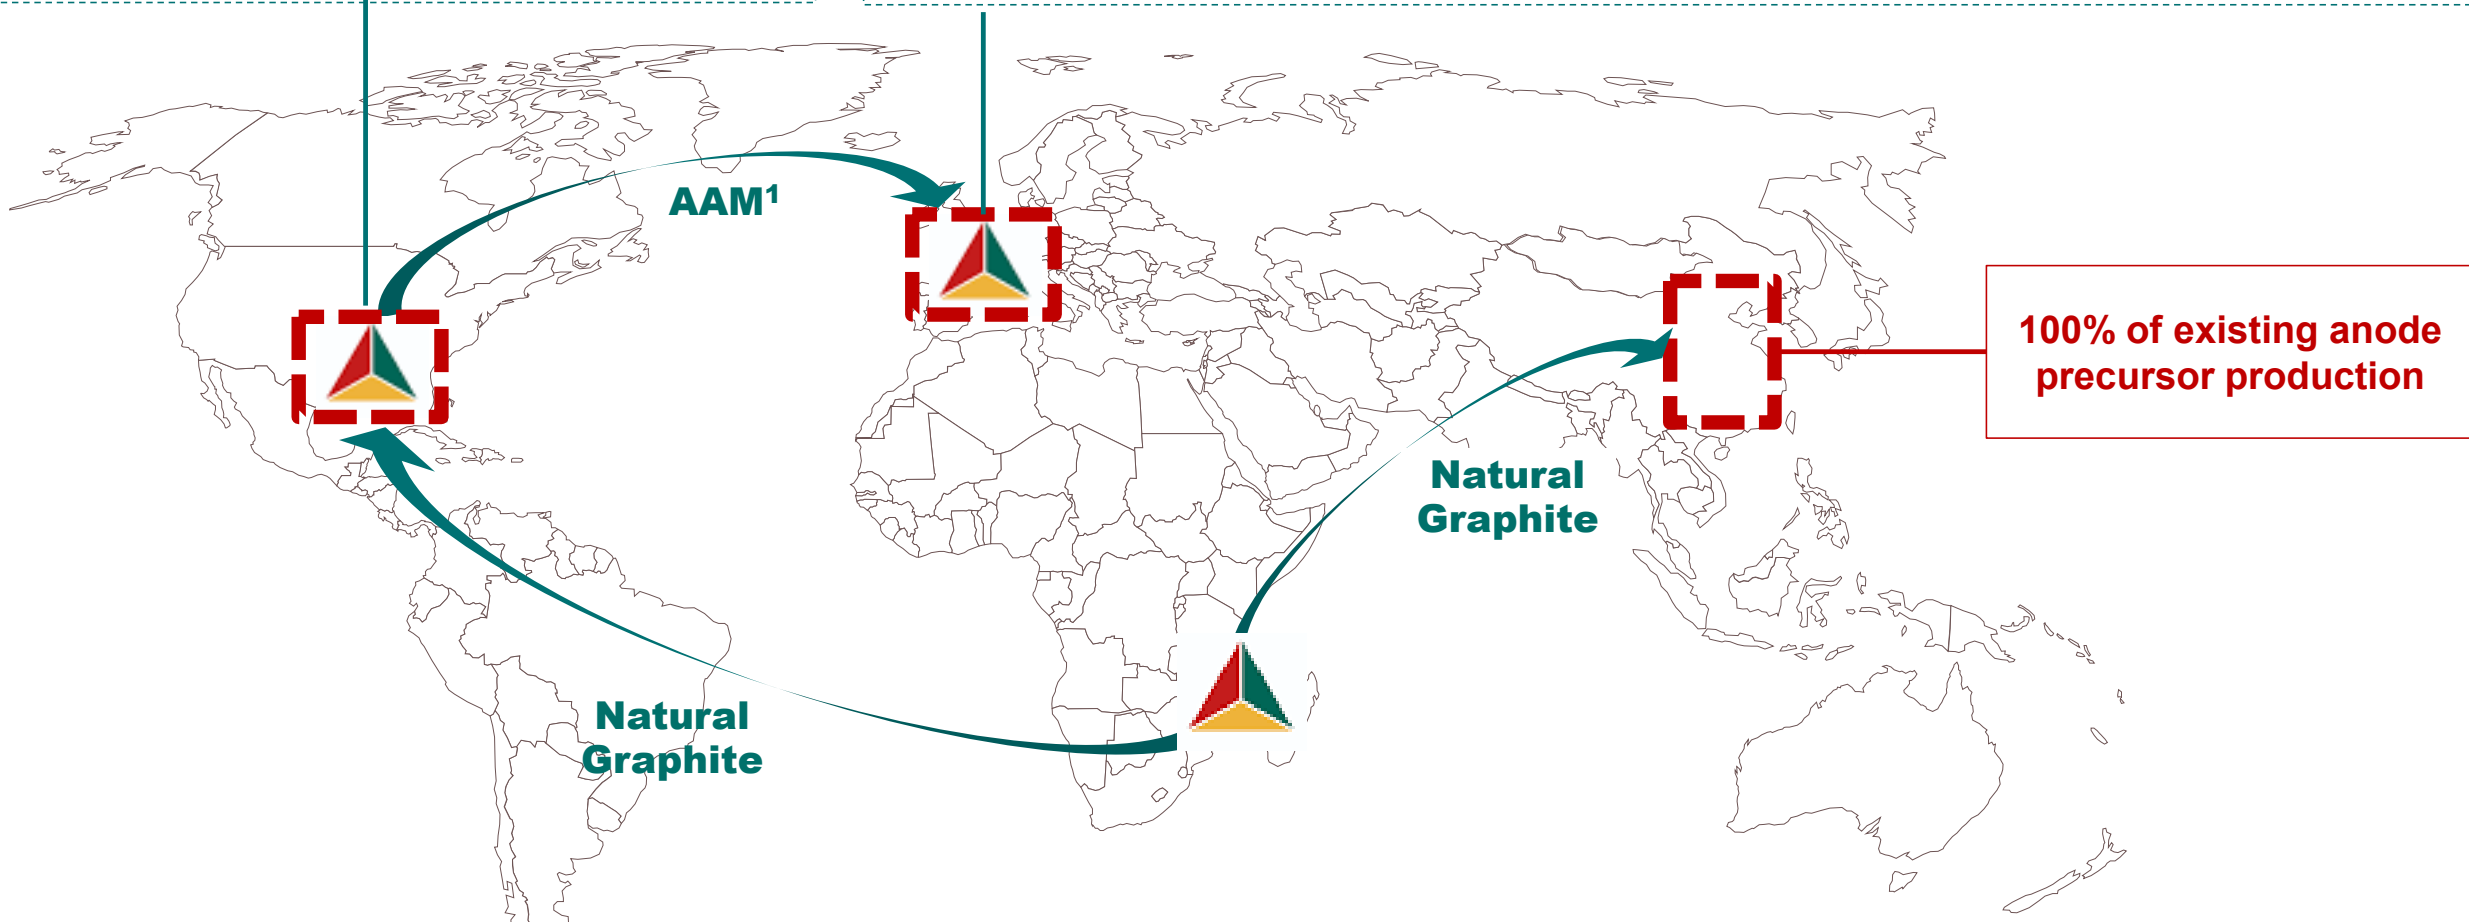 AAM¹
100% of existing anode
precursor production
Natural
Graphite
Natural
Graphite